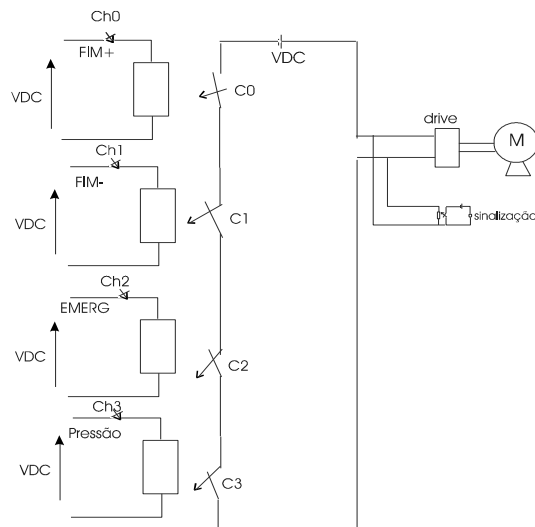 Ch0
FIM+
VDC
C0
VDC
drive
M
Ch1
FIM-
VDC
C1
sinalização
Ch2
EMERG
VDC
C2
Ch3
Pressão
VDC
C3